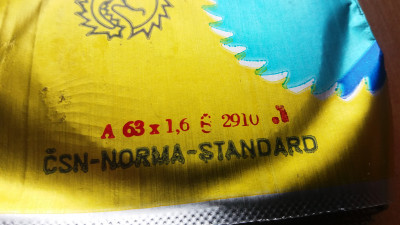 A 63 x 1,6 Š 2910
ČSN-NORMA-STANDARD